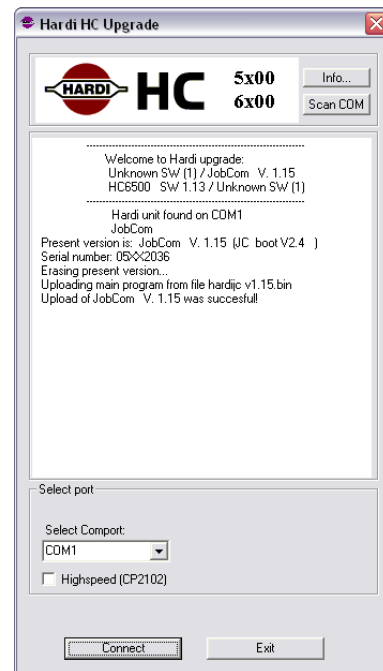 Hardi HC Upgrade
HARDI
HC
5x00
6x00
Info...
Scan COM
Welcome to Hardi upgrade:
Unknown SW (1) / JobCom V. 1.15
HC6500 SW 1.13 / Unknown SW (1)
Hardi unit found on COM1
JobCom
Present version is: JobCom V. 1.15 (JC boot V2.4 )
Serial number: 05XX2036
Erasing present version...
Uploading main program from file hardijc v1.15.bin
Upload of JobCom V. 1.15 was succesful!
Select port
Select Comport:
COM1
Highspeed (CP2102)
Connect
Exit